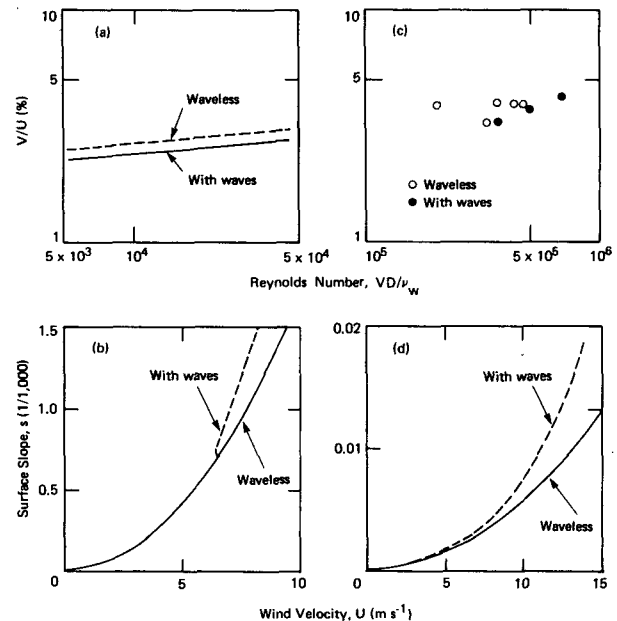 (a)
(c)
10
5
1
V/U (%)
Waveless
With waves
5 x 10³
10⁴
5 x 10⁴
10
5
1
○ Waveless
● With waves
10⁵
5 x 10⁵
10⁶
Reynolds Number, VD/νw
(b)
(d)
1.5
1.0
0.5
0
Surface Slope, s (1/1,000)
With waves
Waveless
0
5
10
0.02
0.01
With waves
Waveless
0
5
10
15
Wind Velocity, U (m s⁻¹)